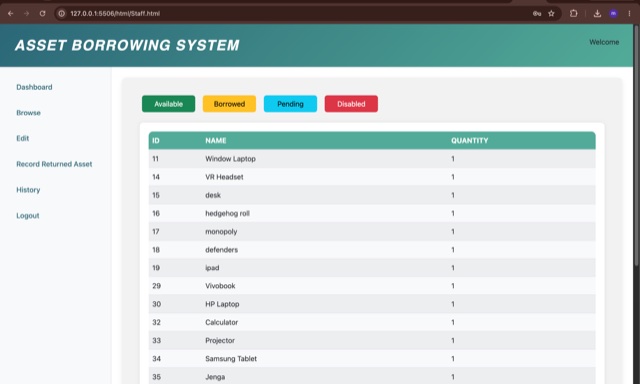 127.0.0.1:5506/html/Staff.html
ASSET BORROWING SYSTEM
Welcome
Dashboard
Browse
Edit
Record Returned Asset
History
Logout
Available Borrowed Pending Disabled
ID NAME QUANTITY
11 Window Laptop 1
14 VR Headset 1
15 desk 1
16 hedgehog roll 1
17 monopoly 1
18 defenders 1
19 ipad 1
29 Vivobook 1
30 HP Laptop 1
32 Calculator 1
33 Projector 1
34 Samsung Tablet 1
35 Jenga 1